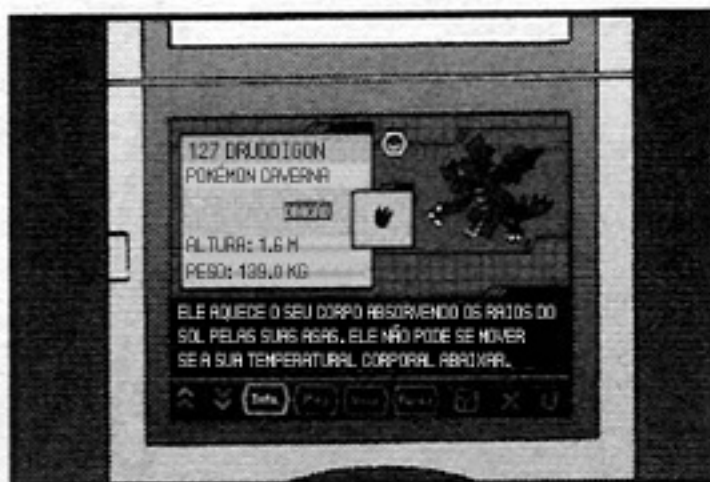 127 DRUDDIGON
POKÉMON CAVERNA
DRAGÃO
ALTURA: 1.6 M
PESO: 139.0 KG
ELE AQUECE O SEU CORPO ABSORVENDO OS RAIOS DO
SOL PELAS SUAS ASAS. ELE NÃO PODE SE MOVER
SE A SUA TEMPERATURAL CORPORAL ABAIXAR.
Info